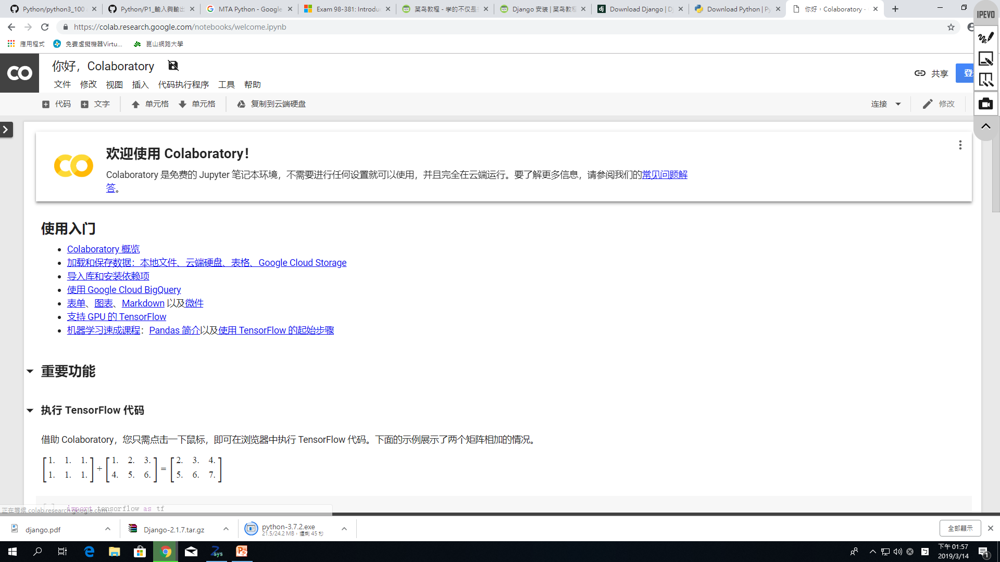 Python/python3_100
Python/P1_輸入與輸出
MTA Python - Google
Exam 98-381: Introdu
菜鸟教程 - 学的不仅是
Django 安装 | 菜鸟教程
Download Django | D
Download Python | Py
你好，Colaboratory -
IPEVO
https://colab.research.google.com/notebooks/welcome.ipynb
應用程式
免費虛擬機器Virtu...
崑山網路大學
CO
你好，Colaboratory
共享
登
文件 修改 视图 插入 代码执行程序 工具 帮助
代码 文字 单元格 单元格 复制到云端硬盘 连接 修改
欢迎使用 Colaboratory！
Colaboratory 是免费的 Jupyter 笔记本环境，不需要进行任何设置就可以使用，并且完全在云端运行。要了解更多信息，请参阅我们的常见问题解
答。
使用入门
Colaboratory 概览
加载和保存数据：本地文件、云端硬盘、表格、Google Cloud Storage
导入库和安装依赖项
使用 Google Cloud BigQuery
表单、图表、Markdown 以及微件
支持 GPU 的 TensorFlow
机器学习速成课程：Pandas 简介以及使用 TensorFlow 的起始步骤
重要功能
执行 TensorFlow 代码
借助 Colaboratory，您只需点击一下鼠标，即可在浏览器中执行 TensorFlow 代码。下面的示例展示了两个矩阵相加的情况。
[1. 1. 1.] + [1. 2. 3.] = [2. 3. 4.]
[1. 1. 1.] [4. 5. 6.] [5. 6. 7.]
import tensorflow as tf
正在等候 colab.research.google.com...
django.pdf
Django-2.1.7.tar.gz
python-3.7.2.exe
21.5/24.2 MB，還剩 45 秒
全部顯示
Zsys
下午 01:57
2019/3/14
1